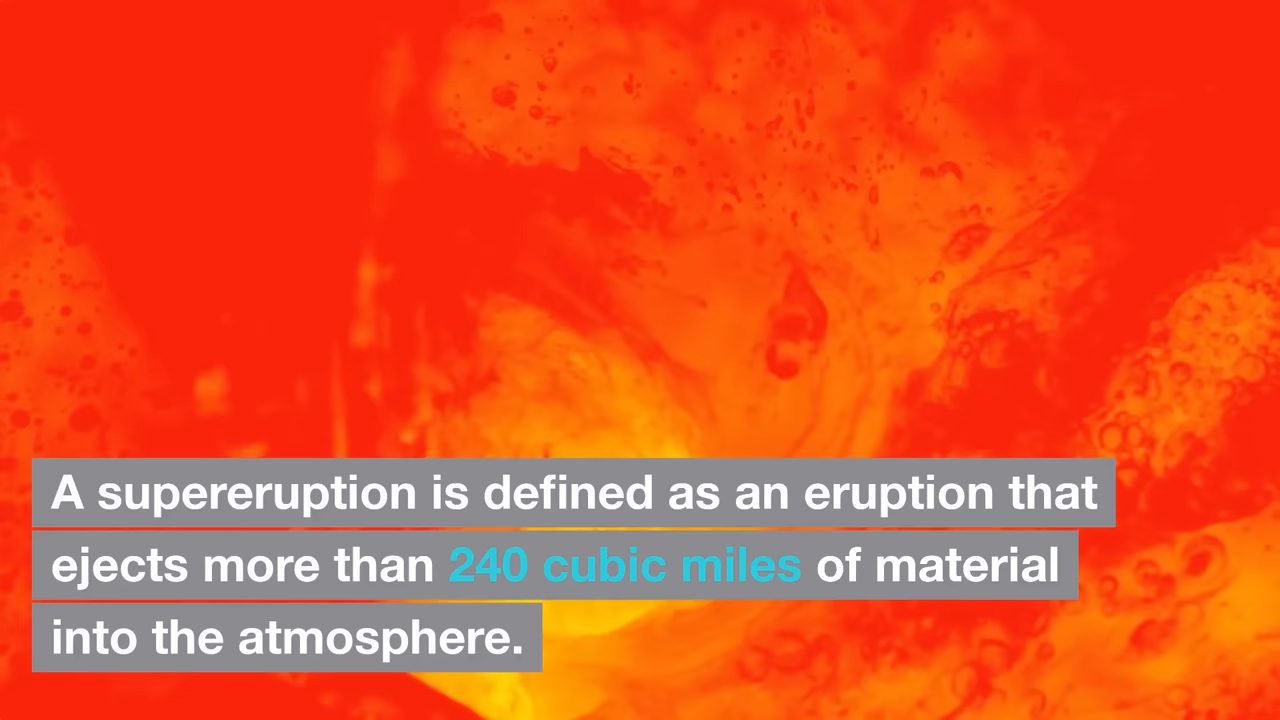 A supereruption is defined as an eruption that
ejects more than 240 cubic miles of material
into the atmosphere.